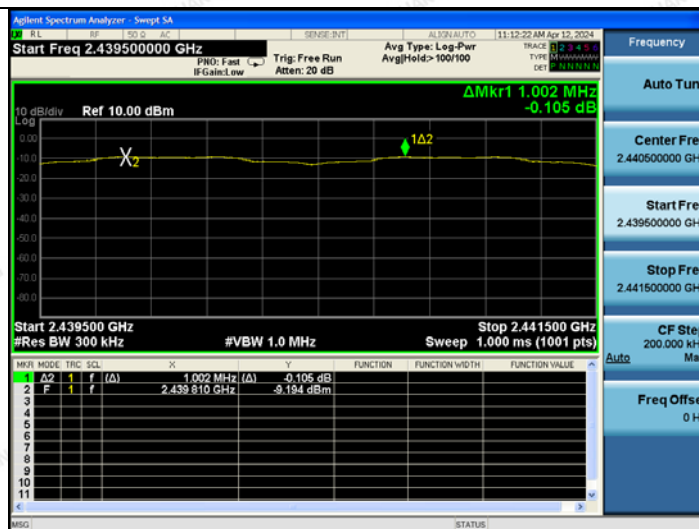 Agilent Spectrum Analyzer - Swept SA
RL RF 50 Ω AC SENSE:INT ALIGN AUTO 11:12:22 AM Apr 12, 2024
Start Freq 2.439500000 GHz
PNO: Fast
IFGain:Low
Trig: Free Run
Atten: 20 dB
Avg Type: Log-Pwr
Avg|Hold:>100/100
TRACE 1 2 3 4 5 6
TYPE M
DET P N N N N N
ΔMkr1 1.002 MHz
-0.105 dB
10 dB/div Ref 10.00 dBm
Log
0.00
-10.0
-20.0
-30.0
-40.0
-50.0
-60.0
-70.0
-80.0
X2
1Δ2
Start 2.439500 GHz Stop 2.441500 GHz
#Res BW 300 kHz #VBW 1.0 MHz Sweep 1.000 ms (1001 pts)
MKR MODE TRC SCL X Y FUNCTION FUNCTION WIDTH FUNCTION VALUE
1 Δ2 1 f (Δ) 1.002 MHz (Δ) -0.105 dB
2 F 1 f 2.439 810 GHz -9.194 dBm
3
4
5
6
7
8
9
10
11
MSG STATUS
Frequency
Auto Tun
Center Fre
2.440500000 GH
Start Fre
2.439500000 GH
Stop Fre
2.441500000 GH
CF Ste
200.000 kH
Auto Ma
Freq Offse
0 H